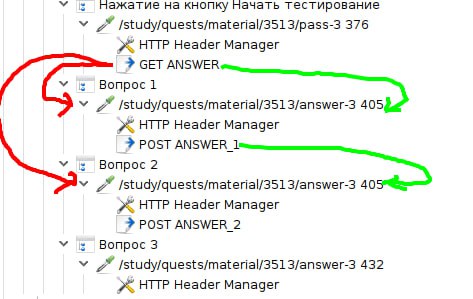 Нажатие на кнопку Начать тестирование
/study/quests/material/3513/pass-3 376
HTTP Header Manager
GET ANSWER
Вопрос 1
/study/quests/material/3513/answer-3 405
HTTP Header Manager
POST ANSWER_1
Вопрос 2
/study/quests/material/3513/answer-3 405
HTTP Header Manager
POST ANSWER_2
Вопрос 3
/study/quests/material/3513/answer-3 432
HTTP Header Manager